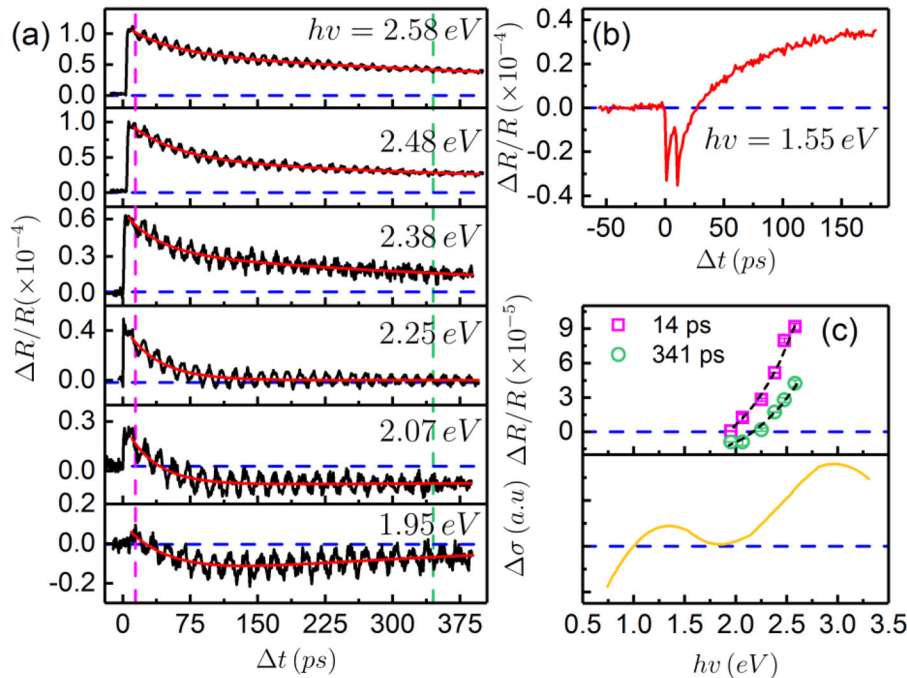 (a)
hν = 2.58 eV
1.0
0.5
0.0
2.48 eV
1.0
0.5
0.0
2.38 eV
0.6
0.3
0.0
2.25 eV
0.4
0.0
2.07 eV
0.2
0.0
1.95 eV
0.2
0.0
-0.2
0 75 150 225 300 375
Δt (ps)
ΔR/R(×10⁻⁴)
(b)
0.4
0.2
0.0
-0.2
-0.4
hν = 1.55 eV
-50 0 50 100 150
Δt (ps)
ΔR/R(×10⁻⁴)
(c)
14 ps
341 ps
9
6
3
0
ΔR/R(×10⁻⁵)
Δσ (a.u)
0.5 1.0 1.5 2.0 2.5 3.0 3.5
hν (eV)